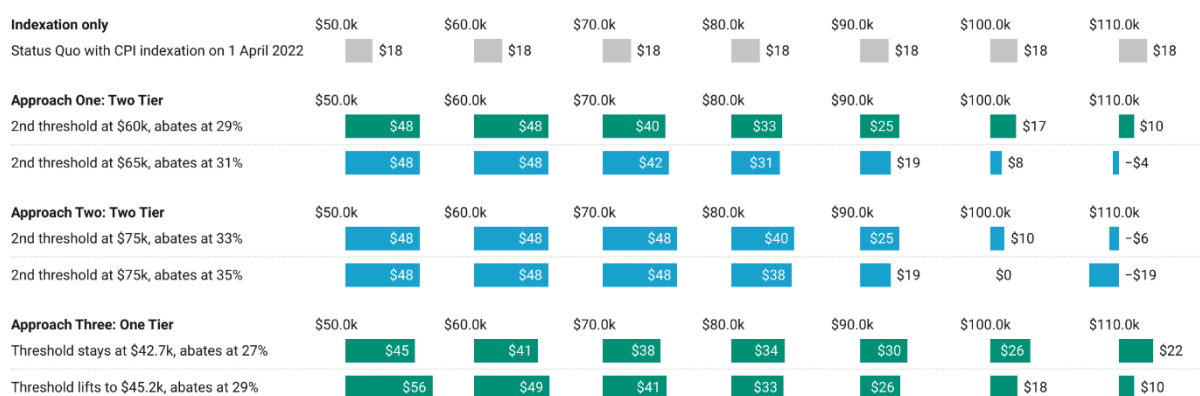 Indexation only $50.0k $60.0k $70.0k $80.0k $90.0k $100.0k $110.0k
Status Quo with CPI indexation on 1 April 2022 $18 $18 $18 $18 $18 $18 $18
Approach One: Two Tier $50.0k $60.0k $70.0k $80.0k $90.0k $100.0k $110.0k
2nd threshold at $60k, abates at 29% $48 $48 $40 $33 $25 $17 $10
2nd threshold at $65k, abates at 31% $48 $48 $42 $31 $19 $8 −$4
Approach Two: Two Tier $50.0k $60.0k $70.0k $80.0k $90.0k $100.0k $110.0k
2nd threshold at $75k, abates at 33% $48 $48 $48 $40 $25 $10 −$6
2nd threshold at $75k, abates at 35% $48 $48 $48 $38 $19 $0 −$19
Approach Three: One Tier $50.0k $60.0k $70.0k $80.0k $90.0k $100.0k $110.0k
Threshold stays at $42.7k, abates at 27% $45 $41 $38 $34 $30 $26 $22
Threshold lifts to $45.2k, abates at 29% $56 $49 $41 $33 $26 $18 $10